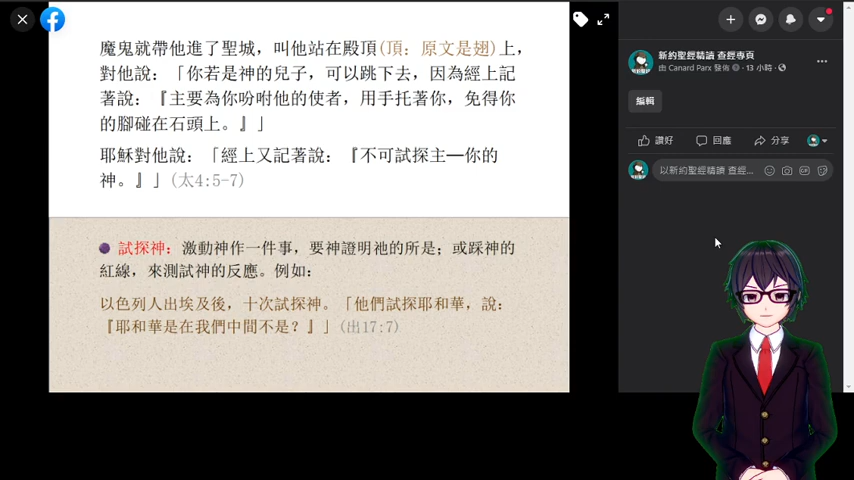 魔鬼就帶他進了聖城，叫他站在殿頂(頂：原文是翅)上，
對他說：「你若是神的兒子，可以跳下去，因為經上記
著說：『主要為你吩咐他的使者，用手托著你，免得你
的腳碰在石頭上。』」
耶穌對他說：「經上又記著說：『不可試探主—你的
神。』」(太4:5-7)
試探神：激動神作一件事，要神證明祂的所是；或踩神的
紅線，來測試神的反應。例如：
以色列人出埃及後，十次試探神。「他們試探耶和華，說：
『耶和華是在我們中間不是？』」(出17:7)
新約聖經精讀 查經專頁
由 Canard Parx 發佈
13 小時
編輯
讚好 回應 分享
以新約聖經精讀 查經...